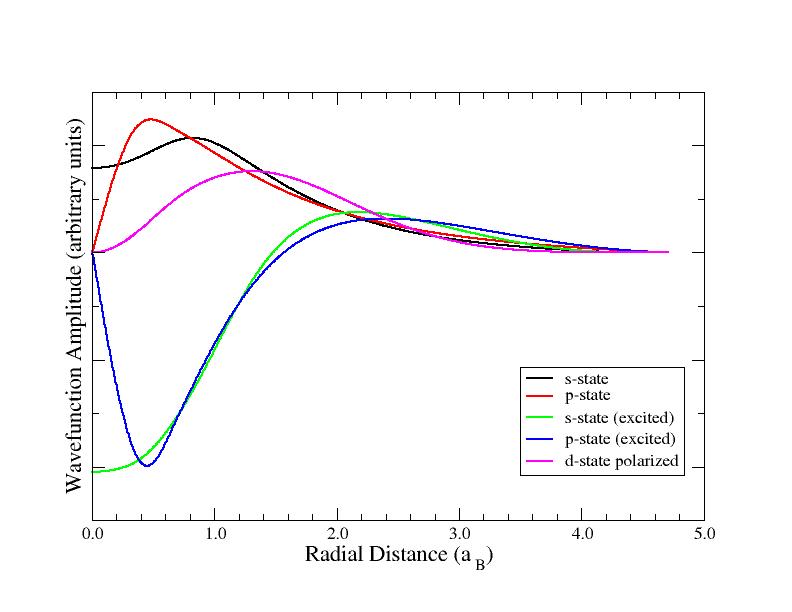 Wavefunction Amplitude (arbitrary units)
s-state
p-state
s-state (excited)
p-state (excited)
d-state polarized
0.0 1.0 2.0 3.0 4.0 5.0
Radial Distance (a_B)